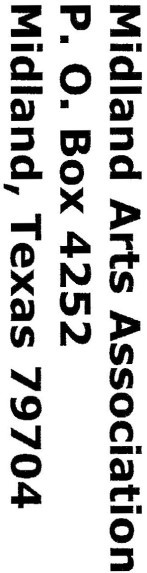 Midland Arts Association
P. O. Box 4252
Midland, Texas 79704